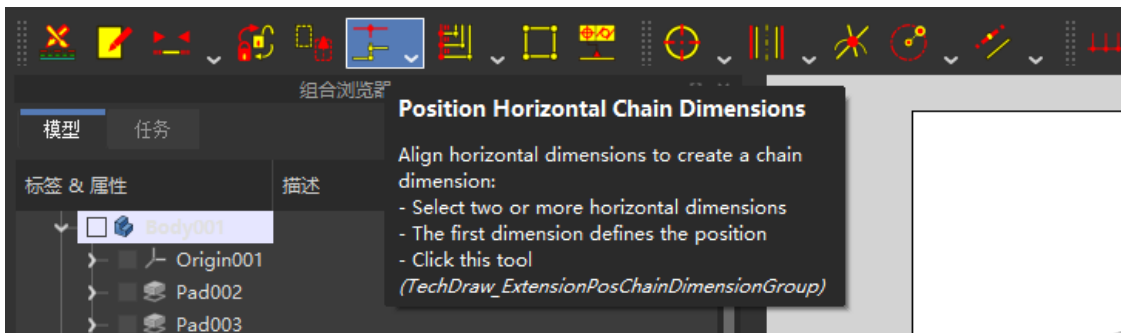 组合浏览器
Position Horizontal Chain Dimensions
模型
任务
Align horizontal dimensions to create a chain
dimension:
标签 & 属性
描述
- Select two or more horizontal dimensions
Body001
- The first dimension defines the position
Origin001
- Click this tool
Pad002
(TechDraw_ExtensionPosChainDimensionGroup)
Pad003